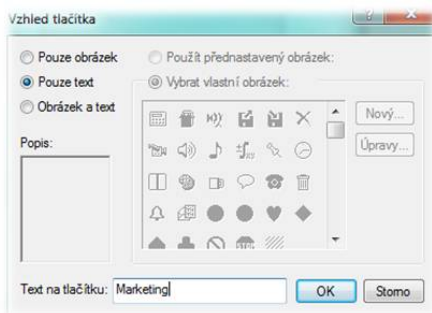 Vzhled tlačítka
Pouze obrázek
Použít přednastavený obrázek:
Pouze text
Vybrat vlastní obrázek:
Obrázek a text
Nový...
Popis:
Úpravy...
STOP
Text na tlačítku: Marketing
OK
Storno